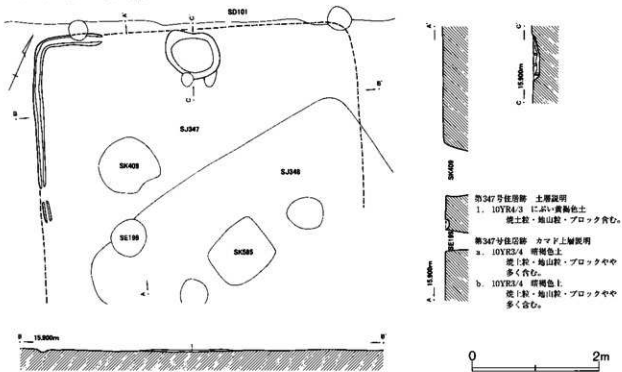 SD101
A'
C'
B
B'
C
SJ347
SJ348
SK409
SE196
SK585
A
B 15.900m B'
A'
C'
15.900m
C
SK409
SE196
15.900m
A
第347号住居跡 土層説明
1. 10YR4/3 にぶい黄褐色土
焼土粒・地山粒・ブロック含む。
第347号住居跡 カマド土層説明
a. 10YR3/4 暗褐色土
焼土粒・地山粒・ブロックやや
多く含む。
b. 10YR3/4 暗褐色土
焼土粒・地山粒・ブロックやや
多く含む。
0 2m